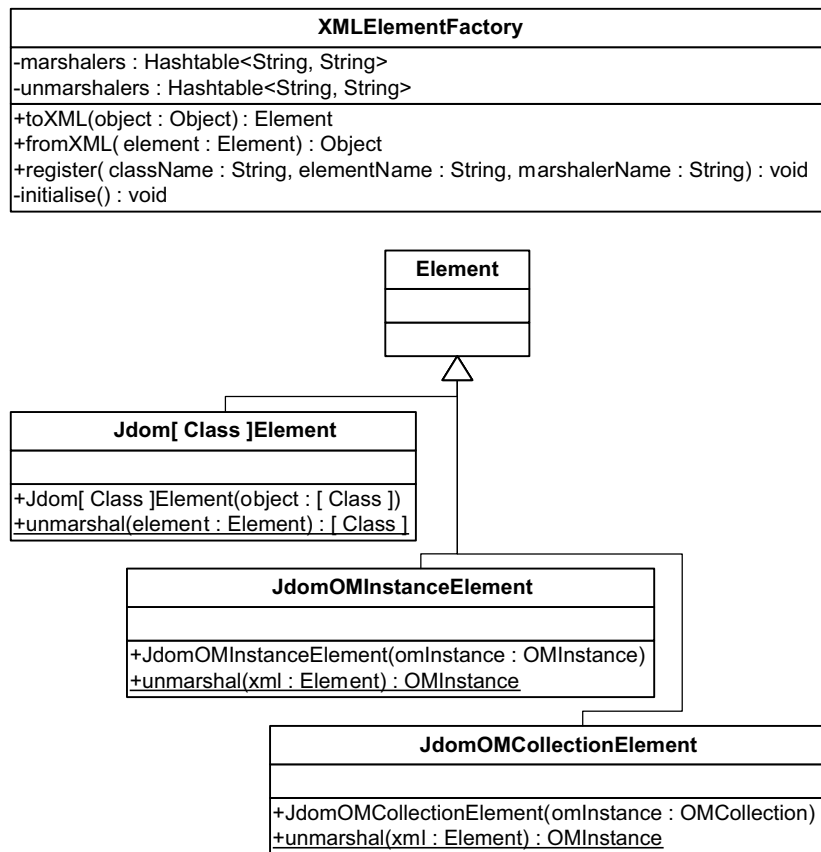 XMLElementFactory
-marshalers : Hashtable<String, String>
-unmarshalers : Hashtable<String, String>
+toXML(object : Object) : Element
+fromXML( element : Element) : Object
+register( className : String, elementName : String, marshalerName : String) : void
-initialise() : void
Element
Jdom[ Class ]Element
+Jdom[ Class ]Element(object : [ Class ])
+unmarshal(element : Element) : [ Class ]
JdomOMInstanceElement
+JdomOMInstanceElement(omInstance : OMInstance)
+unmarshal(xml : Element) : OMInstance
JdomOMCollectionElement
+JdomOMCollectionElement(omInstance : OMCollection)
+unmarshal(xml : Element) : OMInstance